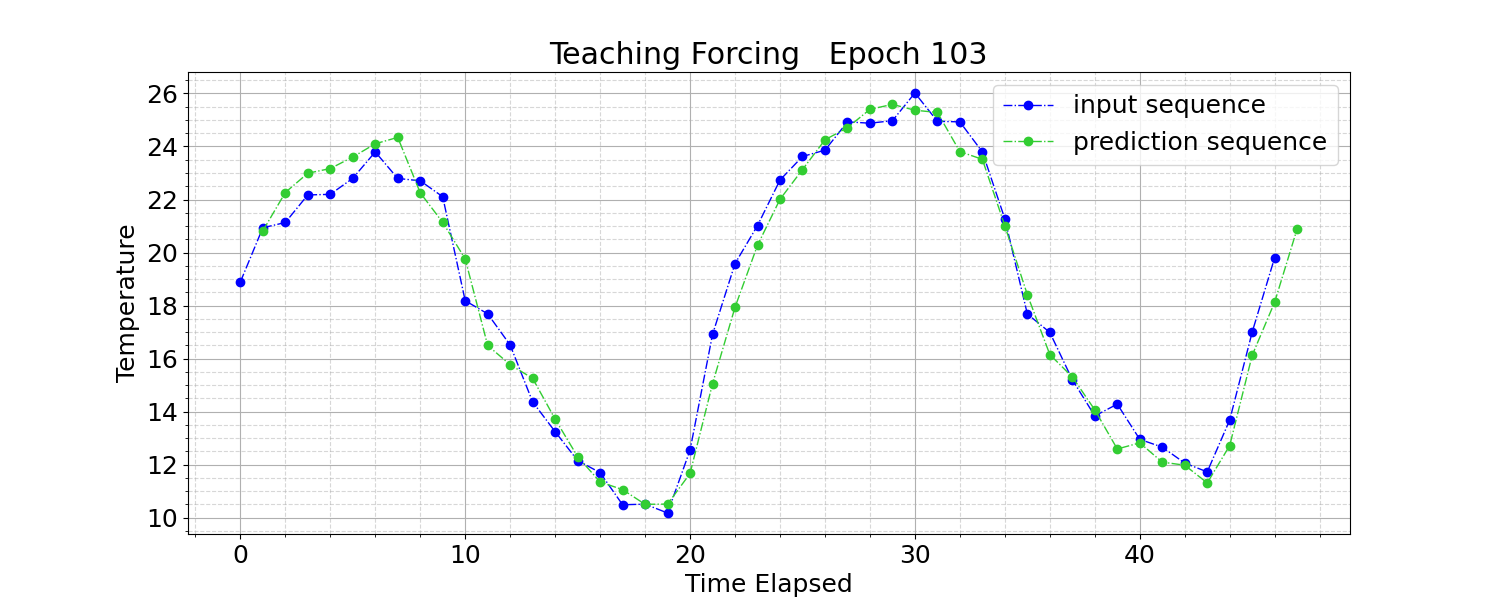 Teaching Forcing   Epoch 103
input sequence
prediction sequence
Temperature
26
24
22
20
18
16
14
12
10
0 10 20 30 40
Time Elapsed